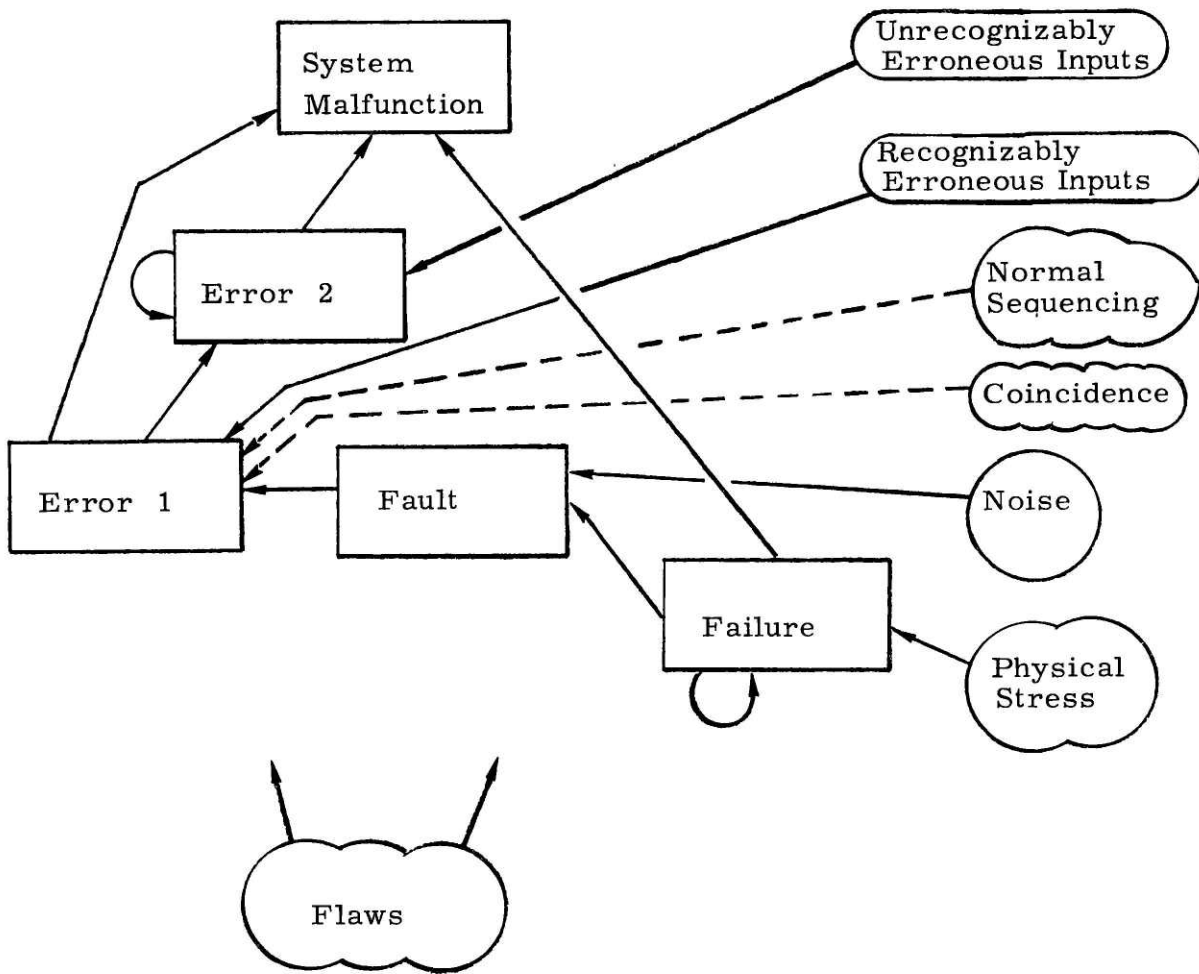 System
Malfunction
Unrecognizably
Erroneous Inputs
Recognizably
Erroneous Inputs
Error 2
Normal
Sequencing
Coincidence
Error 1
Fault
Noise
Failure
Physical
Stress
Flaws